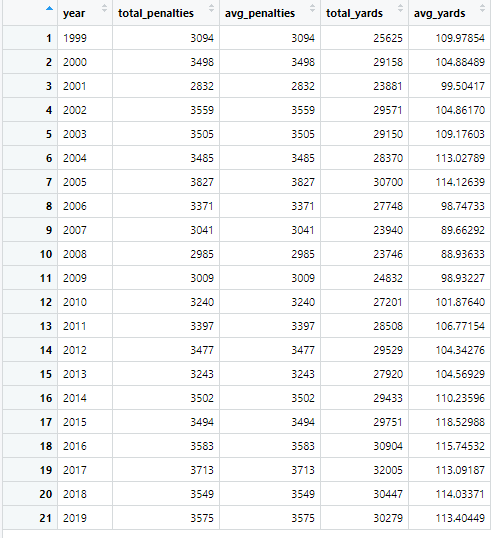 year total_penalties avg_penalties total_yards avg_yards
1 1999 3094 3094 25625 109.97854
2 2000 3498 3498 29158 104.88489
3 2001 2832 2832 23881 99.50417
4 2002 3559 3559 29571 104.86170
5 2003 3505 3505 29150 109.17603
6 2004 3485 3485 28370 113.02789
7 2005 3827 3827 30700 114.12639
8 2006 3371 3371 27748 98.74733
9 2007 3041 3041 23940 89.66292
10 2008 2985 2985 23746 88.93633
11 2009 3009 3009 24832 98.93227
12 2010 3240 3240 27201 101.87640
13 2011 3397 3397 28508 106.77154
14 2012 3477 3477 29529 104.34276
15 2013 3243 3243 27920 104.56929
16 2014 3502 3502 29433 110.23596
17 2015 3494 3494 29751 118.52988
18 2016 3583 3583 30904 115.74532
19 2017 3713 3713 32005 113.09187
20 2018 3549 3549 30447 114.03371
21 2019 3575 3575 30279 113.40449